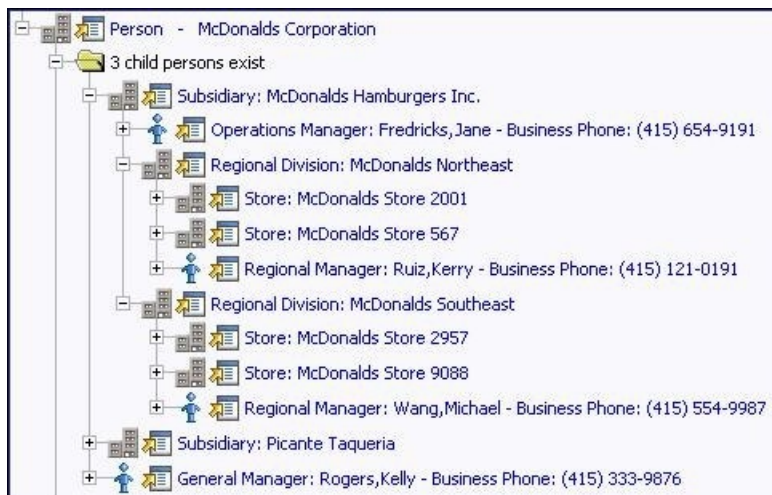 Person - McDonalds Corporation
3 child persons exist
Subsidiary: McDonalds Hamburgers Inc.
Operations Manager: Fredricks,Jane - Business Phone: (415) 654-9191
Regional Division: McDonalds Northeast
Store: McDonalds Store 2001
Store: McDonalds Store 567
Regional Manager: Ruiz,Kerry - Business Phone: (415) 121-0191
Regional Division: McDonalds Southeast
Store: McDonalds Store 2957
Store: McDonalds Store 9088
Regional Manager: Wang,Michael - Business Phone: (415) 554-9987
Subsidiary: Picante Taqueria
General Manager: Rogers,Kelly - Business Phone: (415) 333-9876